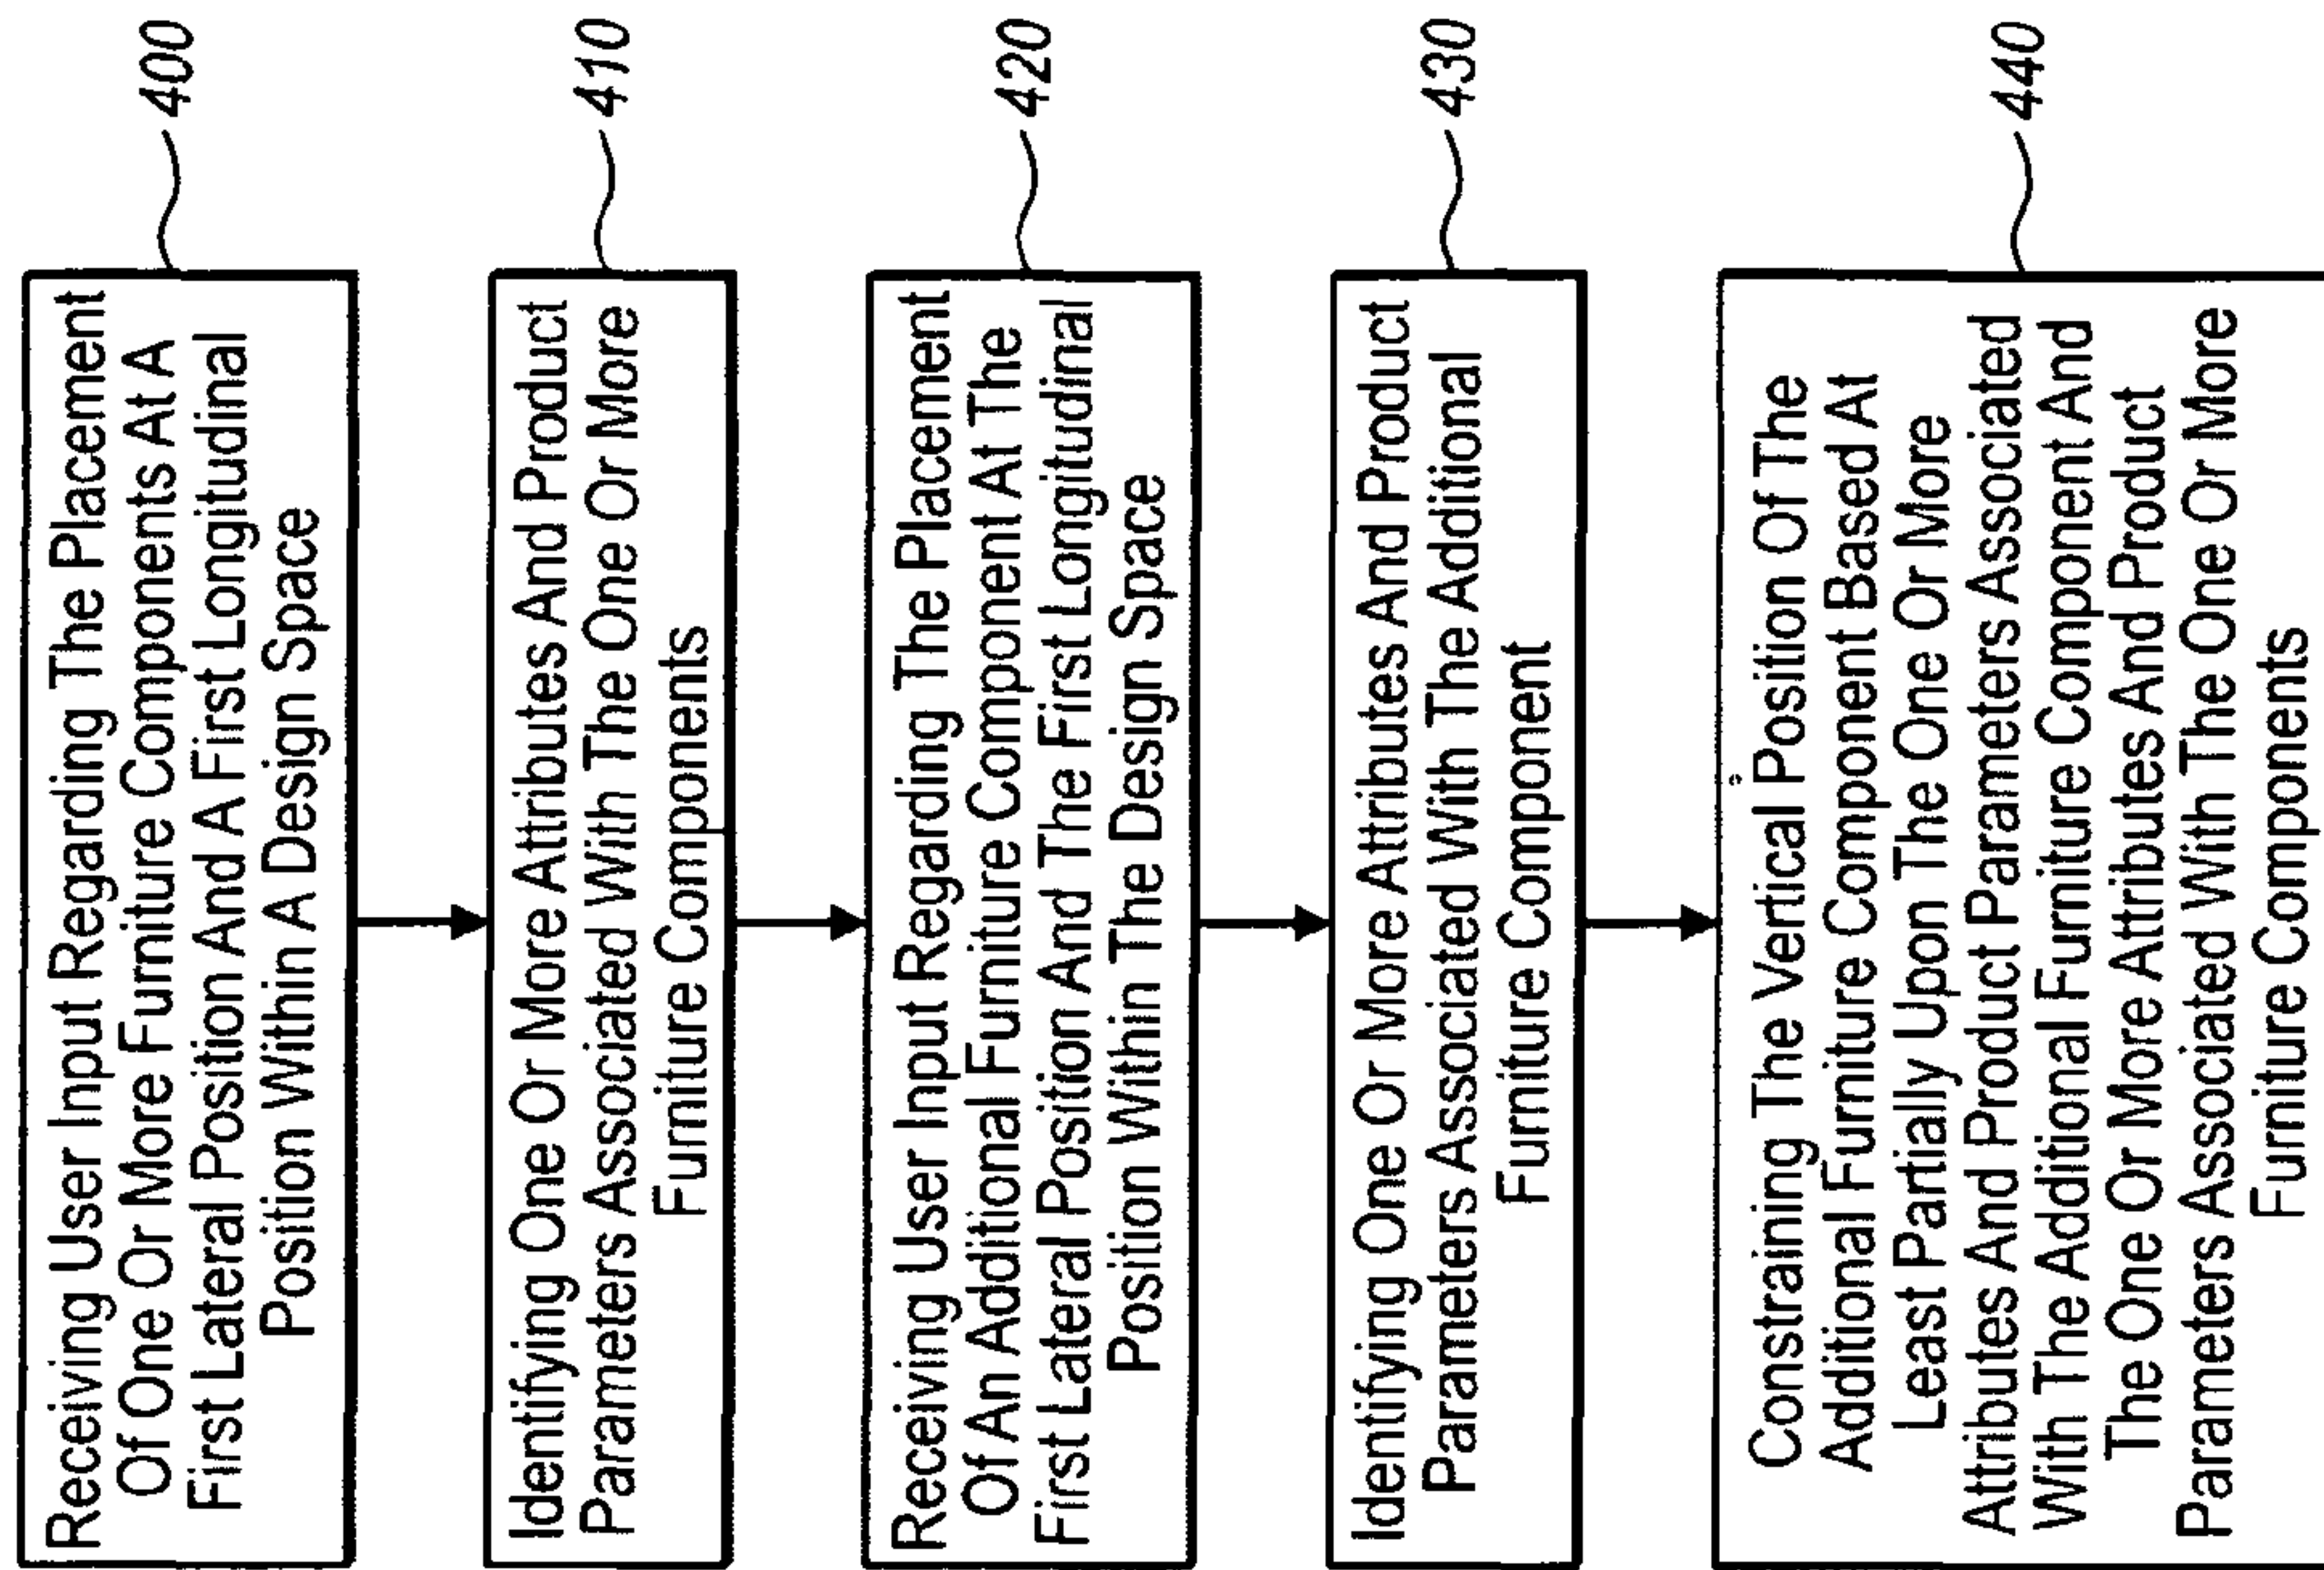 Receiving User Input Regarding The Placement
Of One Or More Furniture Components At A
First Lateral Position And A First Longitudinal
Position Within A Design Space
400
Identifying One Or More Attributes And Product
Parameters Associated With The One Or More
Furniture Components
410
Receiving User Input Regarding The Placement
Of An Additional Furniture Component At The
First Lateral Position And The First Longitudinal
Position Within The Design Space
420
Identifying One Or More Attributes And Product
Parameters Associated With The Additional
Furniture Component
430
Constraining The Vertical Position Of The
Additional Furniture Component Based At
Least Partially Upon The One Or More
Attributes And Product Parameters Associated
With The Additional Furniture Component And
The One Or More Attributes And Product
Parameters Associated With The One Or More
Furniture Components
440